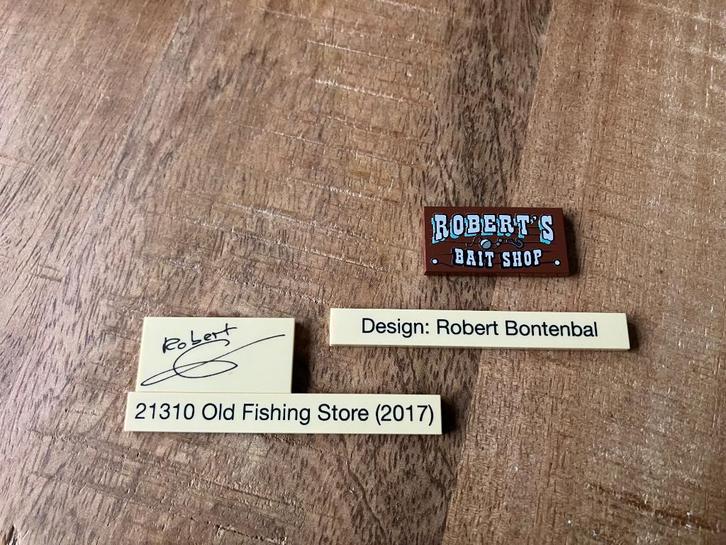 ROBERT'S
BAIT SHOP
Design: Robert Bontenbal
Robert
21310 Old Fishing Store (2017)